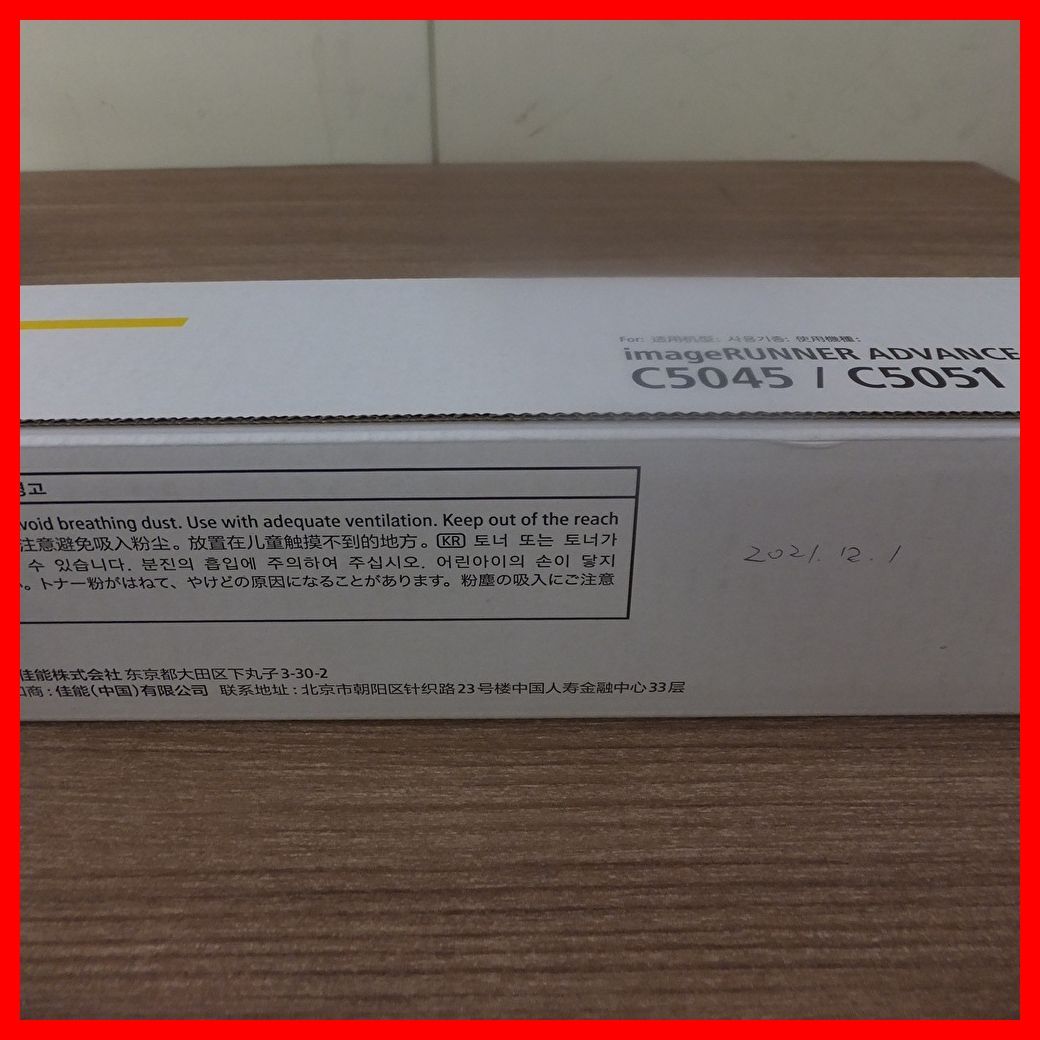 For: 适用机型: 사용기종: 使用機種:
imageRUNNER ADVANCE
C5045 / C5051
경고
void breathing dust. Use with adequate ventilation. Keep out of the reach
注意避免吸入粉尘。放置在儿童触摸不到的地方。 KR 토너 또는 토너가
수 있습니다. 분진의 흡입에 주의하여 주십시오. 어린아이의 손이 닿지
。トナー粉がはねて、やけどの原因になることがあります。粉塵の吸入にご注意
2021.12.1
佳能株式会社 东京都大田区下丸子3-30-2
口商:佳能(中国)有限公司 联系地址:北京市朝阳区针织路23号楼中国人寿金融中心33层